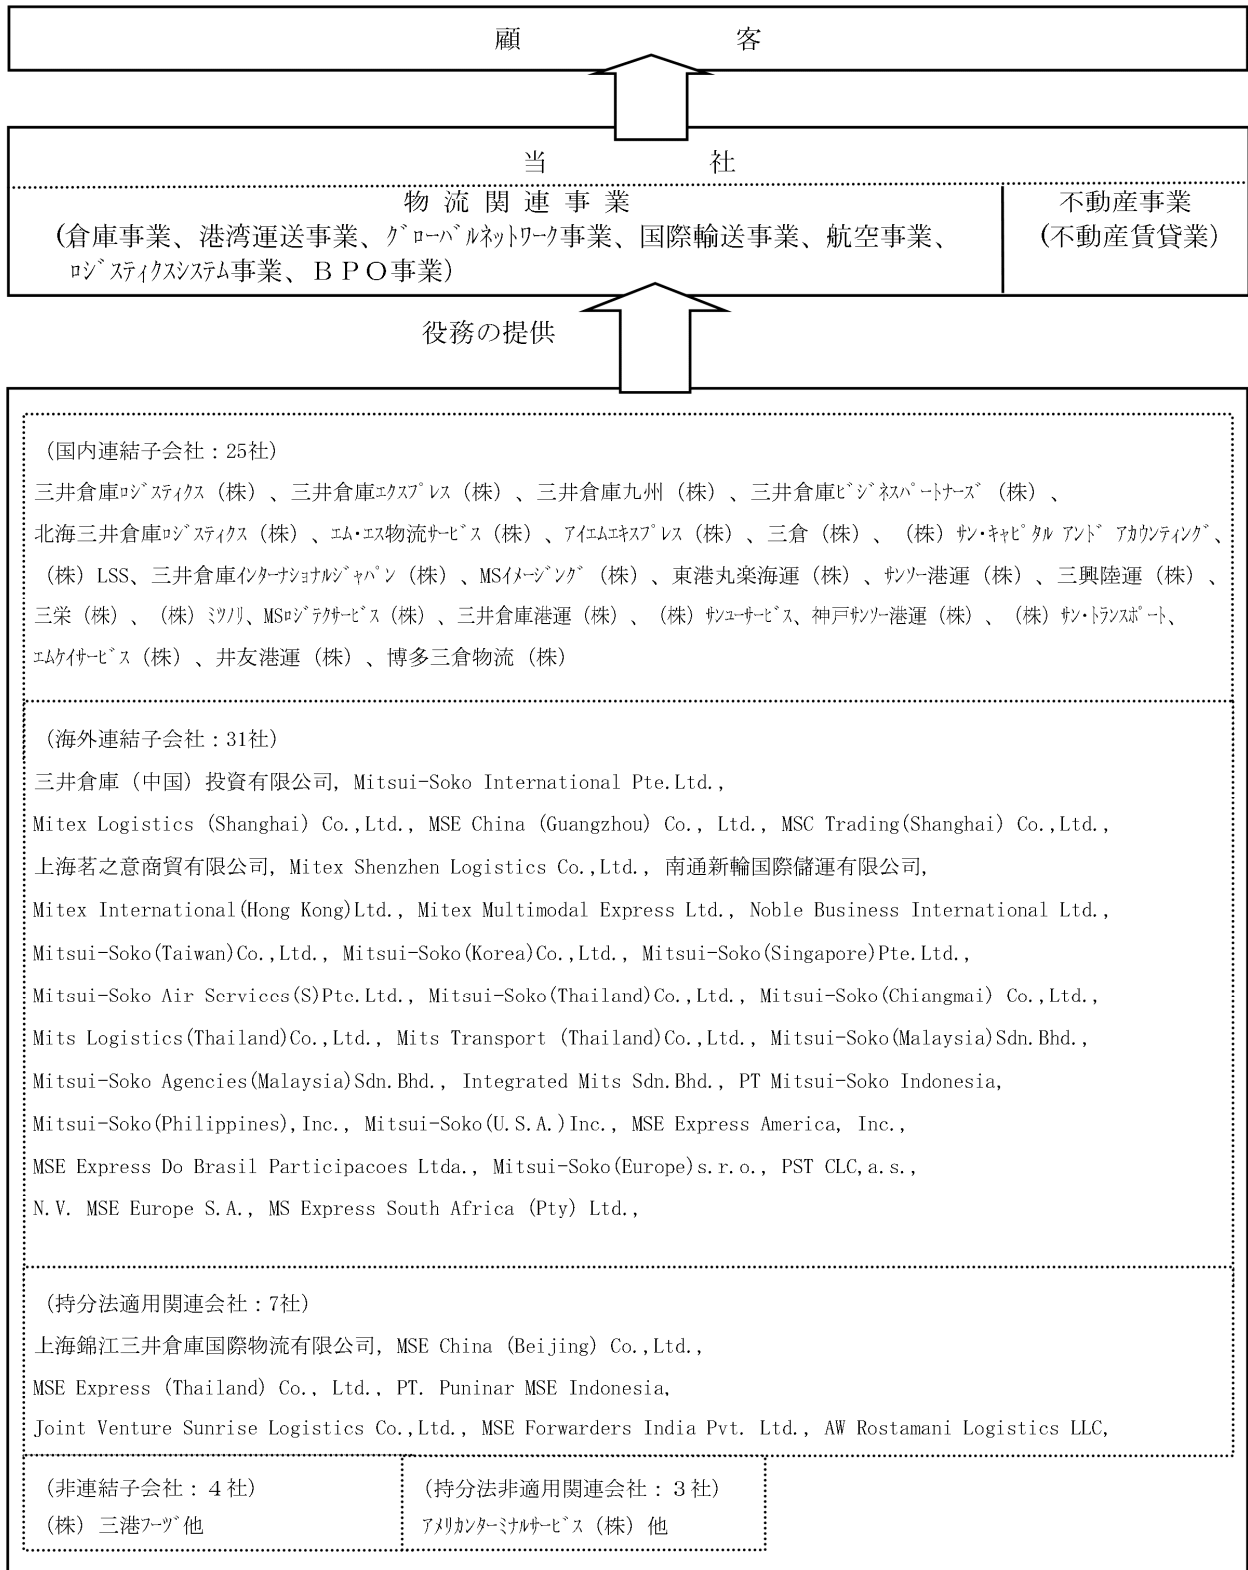 顧　客
当　社
物流関連事業
(倉庫事業、港湾運送事業、ｸﾞﾛｰﾊﾞﾙﾈｯﾄﾜｰｸ事業、国際輸送事業、航空事業、
ﾛｼﾞｽﾃｨｸｽｼｽﾃﾑ事業、ＢＰＯ事業)
不動産事業
(不動産賃貸業)
役務の提供
（国内連結子会社：25社）
三井倉庫ﾛｼﾞｽﾃｨｸｽ（株）、三井倉庫ｴｸｽﾌﾟﾚｽ（株）、三井倉庫九州（株）、三井倉庫ﾋﾞｼﾞﾈｽﾊﾟｰﾄﾅｰｽﾞ（株）、
北海三井倉庫ﾛｼﾞｽﾃｨｸｽ（株）、ｴﾑ･ｴｽ物流ｻｰﾋﾞｽ（株）、ｱｲｴﾑｴｷｽﾌﾟﾚｽ（株）、三倉（株）、（株）ｻﾝ･ｷｬﾋﾟﾀﾙ ｱﾝﾄﾞ ｱｶｳﾝﾃｨﾝｸﾞ、
（株）LSS、三井倉庫ｲﾝﾀｰﾅｼｮﾅﾙｼﾞｬﾊﾟﾝ（株）、MSｲﾒｰｼﾞﾝｸﾞ（株）、東港丸楽海運（株）、ｻﾝｿｰ港運（株）、三興陸運（株）、
三栄（株）、（株）ﾐﾂﾉﾘ、MSﾛｼﾞﾃｸｻｰﾋﾞｽ（株）、三井倉庫港運（株）、（株）ｻﾝﾕｰｻｰﾋﾞｽ、神戸ｻﾝｿｰ港運（株）、（株）ｻﾝ･ﾄﾗﾝｽﾎﾟｰﾄ、
ｴﾑｹｲｻｰﾋﾞｽ（株）、井友港運（株）、博多三倉物流（株）
（海外連結子会社：31社）
三井倉庫（中国）投資有限公司, Mitsui-Soko International Pte.Ltd.,
Mitex Logistics (Shanghai) Co.,Ltd., MSE China (Guangzhou) Co., Ltd., MSC Trading(Shanghai) Co.,Ltd.,
上海茗之意商貿有限公司, Mitex Shenzhen Logistics Co.,Ltd., 南通新輪国際儲運有限公司,
Mitex International(Hong Kong)Ltd., Mitex Multimodal Express Ltd., Noble Business International Ltd.,
Mitsui-Soko(Taiwan)Co.,Ltd., Mitsui-Soko(Korea)Co.,Ltd., Mitsui-Soko(Singapore)Pte.Ltd.,
Mitsui-Soko Air Services(S)Pte.Ltd., Mitsui-Soko(Thailand)Co.,Ltd., Mitsui-Soko(Chiangmai) Co.,Ltd.,
Mits Logistics(Thailand)Co.,Ltd., Mits Transport (Thailand)Co.,Ltd., Mitsui-Soko(Malaysia)Sdn.Bhd.,
Mitsui-Soko Agencies(Malaysia)Sdn.Bhd., Integrated Mits Sdn.Bhd., PT Mitsui-Soko Indonesia,
Mitsui-Soko(Philippines),Inc., Mitsui-Soko(U.S.A.)Inc., MSE Express America, Inc.,
MSE Express Do Brasil Participacoes Ltda., Mitsui-Soko(Europe)s.r.o., PST CLC,a.s.,
N.V. MSE Europe S.A., MS Express South Africa (Pty) Ltd.,
（持分法適用関連会社：7社）
上海錦江三井倉庫国際物流有限公司, MSE China (Beijing) Co.,Ltd.,
MSE Express (Thailand) Co., Ltd., PT. Puninar MSE Indonesia,
Joint Venture Sunrise Logistics Co.,Ltd., MSE Forwarders India Pvt. Ltd., AW Rostamani Logistics LLC,
（非連結子会社：４社）
（株）三港ﾌｰﾂﾞ他
（持分法非適用関連会社：３社）
ｱﾒﾘｶﾝﾀｰﾐﾅﾙｻｰﾋﾞｽ（株）他